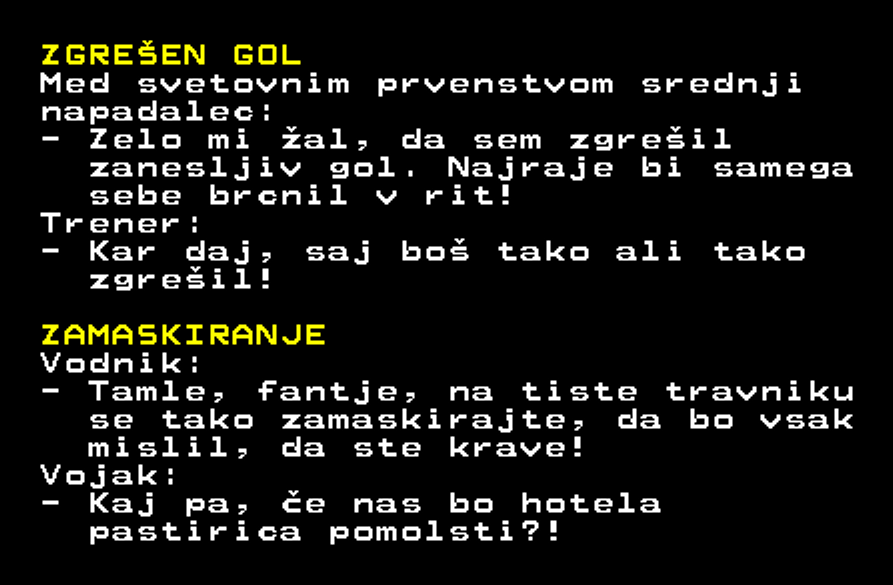 ZGREŠEN GOL
Med svetovnim prvenstvom srednji
napadalec:
- Zelo mi žal, da sem zgrešil
zanesljiv gol. Najraje bi samega
sebe brcnil v rit!
Trener:
- Kar daj, saj boš tako ali tako
zgrešil!
ZAMASKIRANJE
Vodnik:
- Tamle, fantje, na tiste travniku
se tako zamaskirajte, da bo vsak
mislil, da ste krave!
Vojak:
- Kaj pa, če nas bo hotela
pastirica pomolsti?!